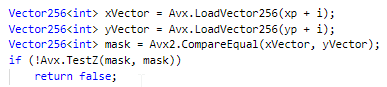 Vector256<int> xVector = Avx.LoadVector256(xp + i);
Vector256<int> yVector = Avx.LoadVector256(yp + i);
Vector256<int> mask = Avx2.CompareEqual(xVector, yVector);
if (!Avx.TestZ(mask, mask))
    return false;